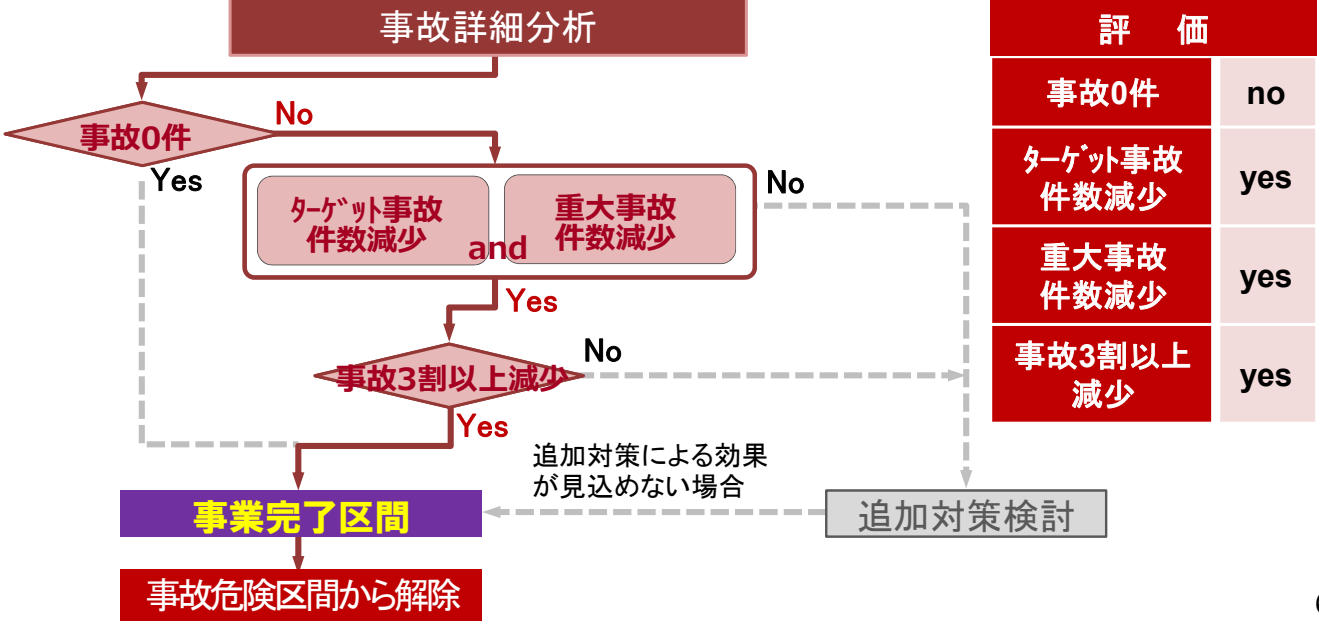 事故詳細分析
事故0件
No
Yes
ﾀｰｹﾞｯﾄ事故
件数減少
and
重大事故
件数減少
No
Yes
事故3割以上減少
No
Yes
追加対策による効果
が見込めない場合
事業完了区間
追加対策検討
事故危険区間から解除
評 価
事故0件 no
ﾀｰｹﾞｯﾄ事故
件数減少
yes
重大事故
件数減少
yes
事故3割以上
減少
yes